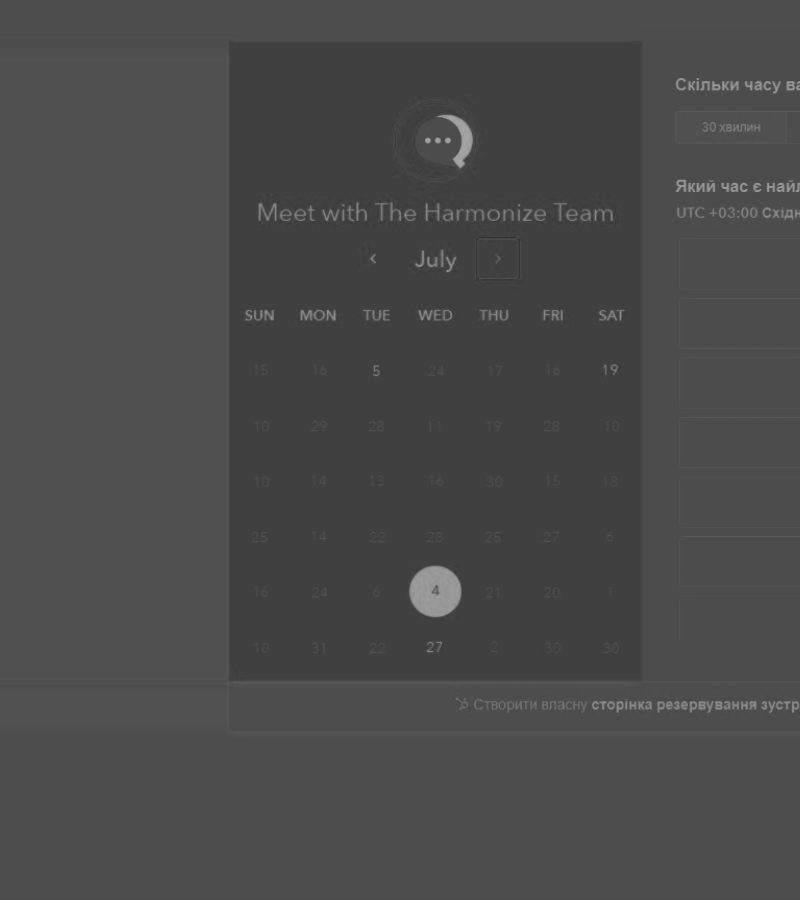 Meet with The Harmonize Team
July
SUN MON TUE WED THU FRI SAT
15 16 5 24 17 16 19
10 29 28 11 19 28 10
10 14 13 16 30 15 18
25 14 22 28 25 27 6
16 24 6 4 21 20 1
10 31 22 27 2 30 30
Скільки часу ва
30 хвилин
Який час є най
UTC +03:00 Східн
Створити власну сторінка резервування зустр